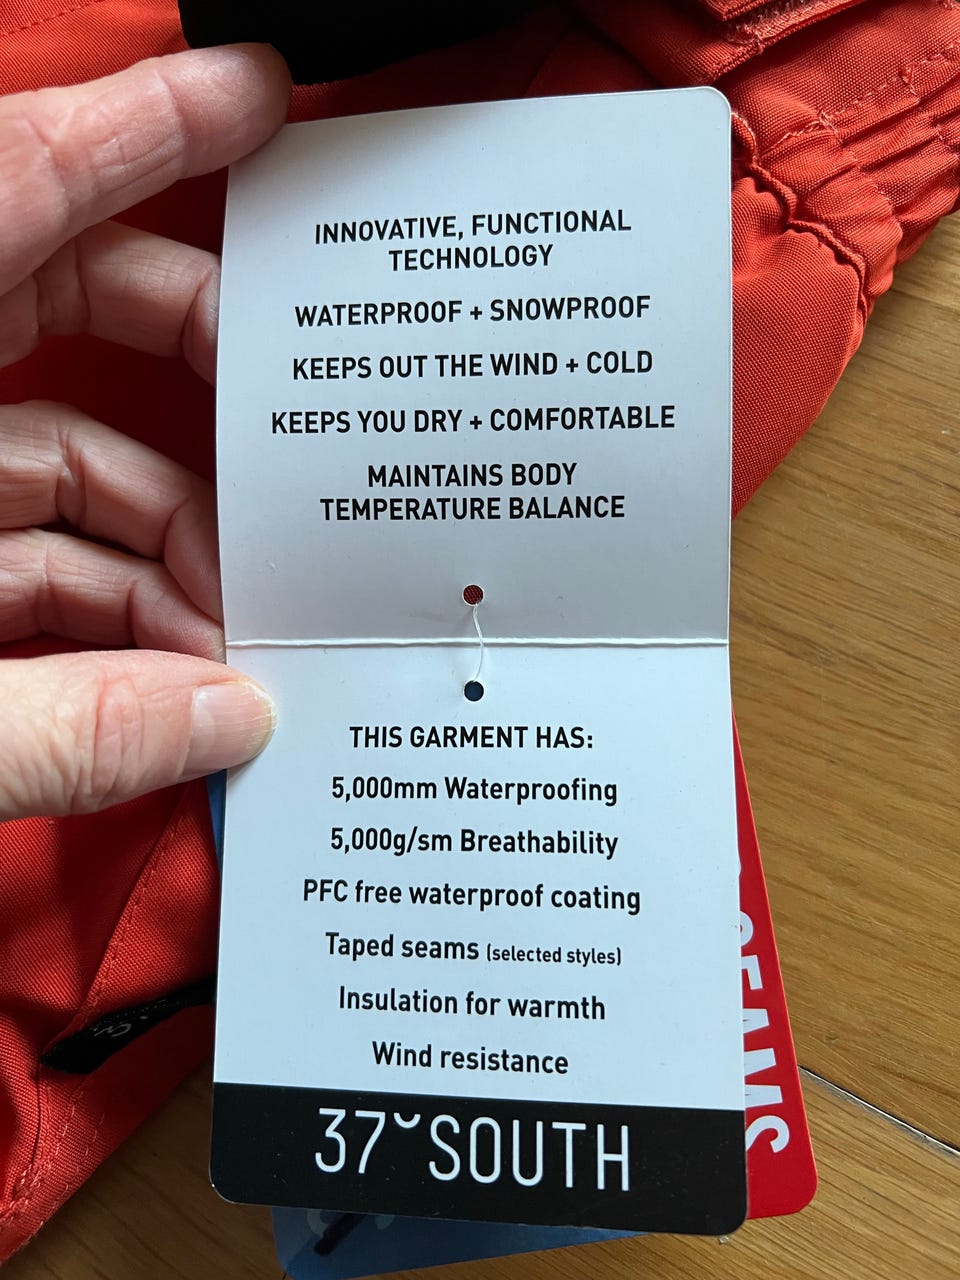 INNOVATIVE, FUNCTIONAL
TECHNOLOGY
WATERPROOF + SNOWPROOF
KEEPS OUT THE WIND + COLD
KEEPS YOU DRY + COMFORTABLE
MAINTAINS BODY
TEMPERATURE BALANCE
THIS GARMENT HAS:
5,000mm Waterproofing
5,000g/sm Breathability
PFC free waterproof coating
Taped seams (selected styles)
Insulation for warmth
Wind resistance
37˘SOUTH
SEAMS